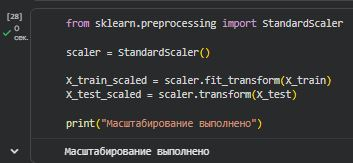 [28]
0
сек.
from sklearn.preprocessing import StandardScaler
scaler = StandardScaler()
X_train_scaled = scaler.fit_transform(X_train)
X_test_scaled = scaler.transform(X_test)
print("Масштабирование выполнено")
Масштабирование выполнено